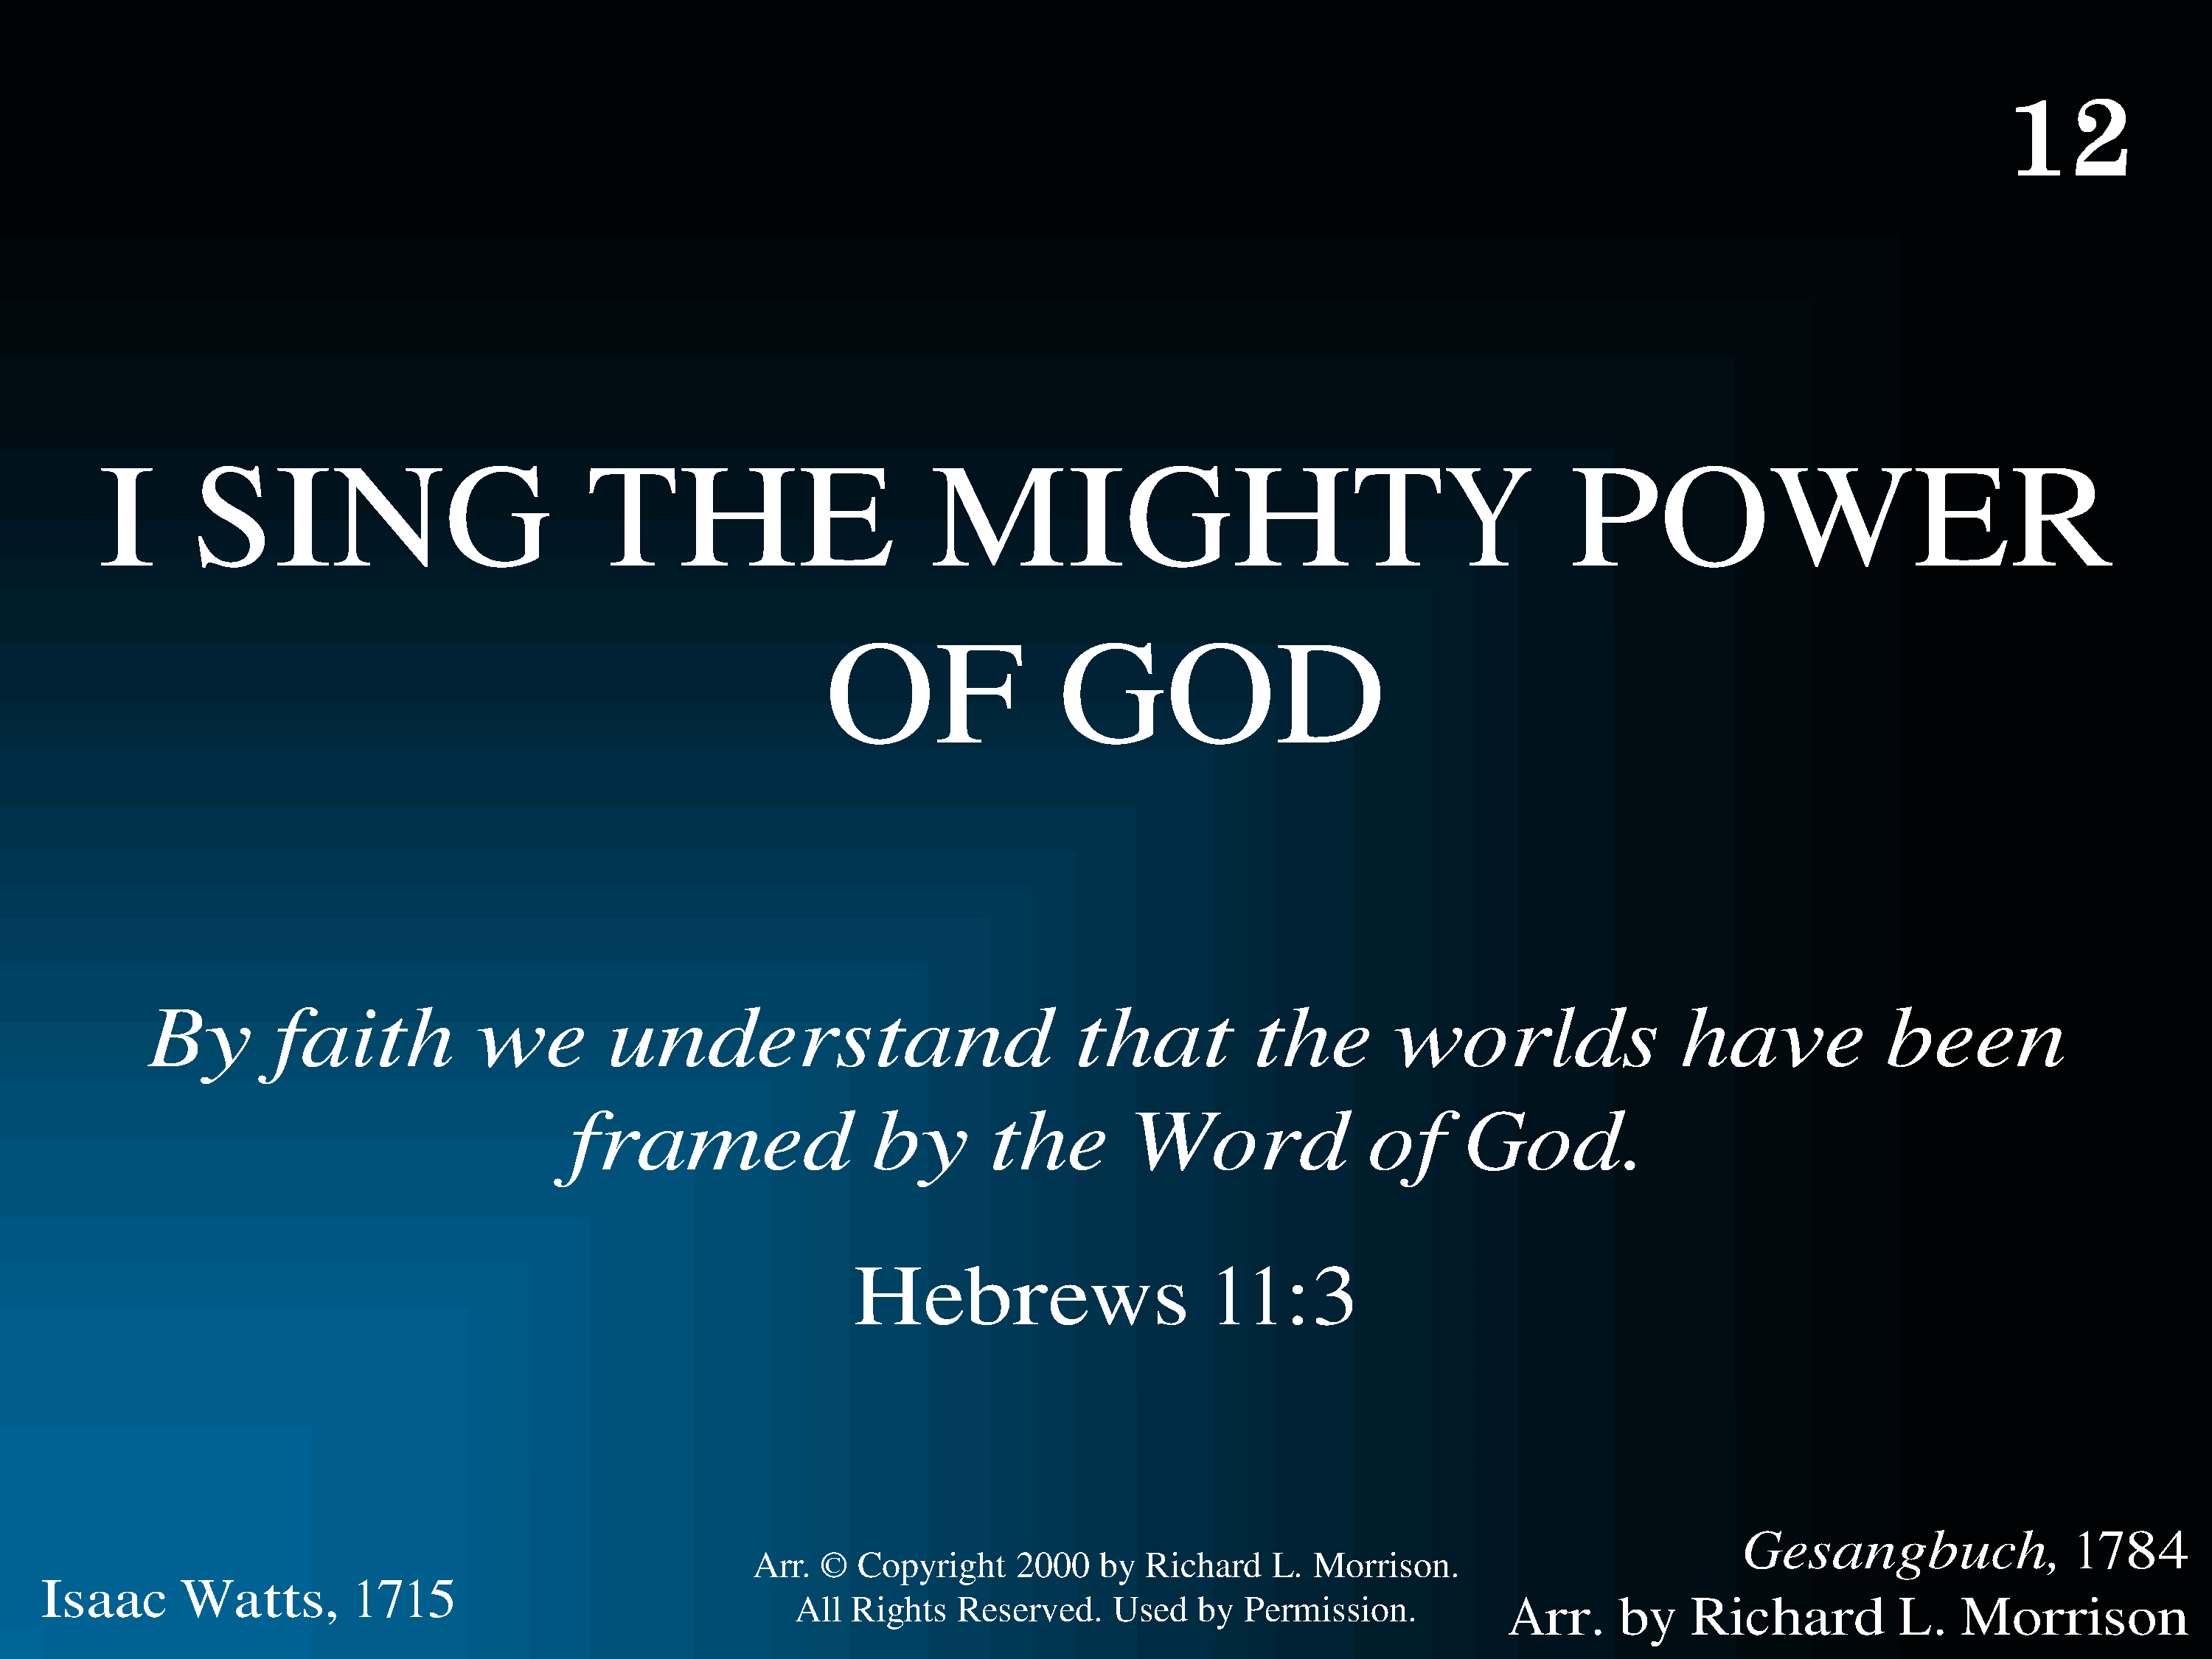 12
I SING THE MIGHTY POWER
OF GOD
By faith we understand that the worlds have been
framed by the Word of God.
Hebrews 11:3
Isaac Watts, 1715
Arr. © Copyright 2000 by Richard L. Morrison.
All Rights Reserved. Used by Permission.
Gesangbuch, 1784
Arr. by Richard L. Morrison